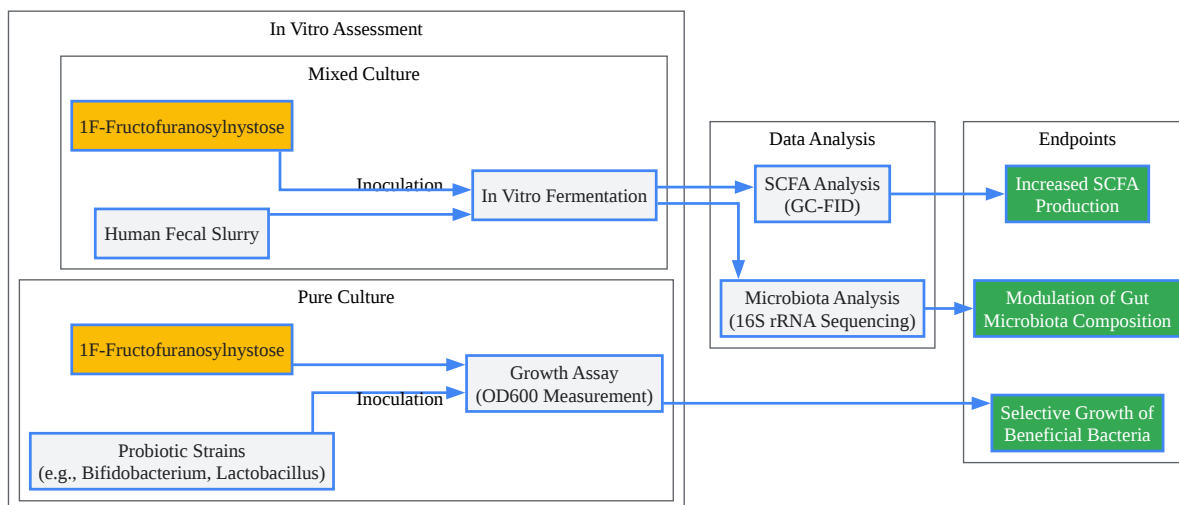 In Vitro Assessment
Mixed Culture
1F-Fructofuranosylnystose
Inoculation
In Vitro Fermentation
Human Fecal Slurry
Pure Culture
1F-Fructofuranosylnystose
Growth Assay
(OD600 Measurement)
Inoculation
Probiotic Strains
(e.g., Bifidobacterium, Lactobacillus)
Data Analysis
SCFA Analysis
(GC-FID)
Microbiota Analysis
(16S rRNA Sequencing)
Endpoints
Increased SCFA
Production
Modulation of Gut
Microbiota Composition
Selective Growth of
Beneficial Bacteria